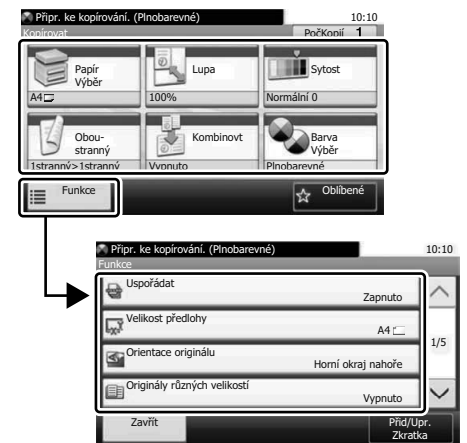 Připr. ke kopírování. (Plnobarevné) 10:10
Kopírovat PočKopií 1
Papír Výběr
A4
Lupa
100%
Sytost
Normální 0
Obou-
stranný
1stranný>1stranný
Kombinovt
Vypnuto
Barva
Výběr
Plnobarevné
Funkce
Oblíbené
Připr. ke kopírování. (Plnobarevné) 10:10
Funkce
Uspořádat
Zapnuto
Velikost předlohy
A4
1/5
Orientace originálu
Horní okraj nahoře
Originály různých velikostí
Vypnuto
Zavřít
Přid/Upr.
Zkratka